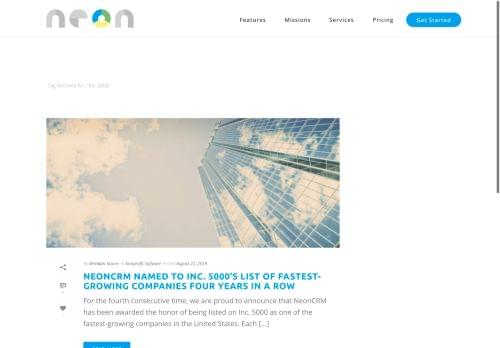 neon
Features Missions Services Pricing Get Started
Tag Archives for: "Inc. 5000"
By Brendan Noone In Nonprofit Software Posted August 27, 2014
NEONCRM NAMED TO INC. 5000'S LIST OF FASTEST-
GROWING COMPANIES FOUR YEARS IN A ROW
For the fourth consecutive time, we are proud to announce that NeonCRM
has been awarded the honor of being listed on Inc. 5000 as one of the
fastest-growing companies in the United States. Each [...]